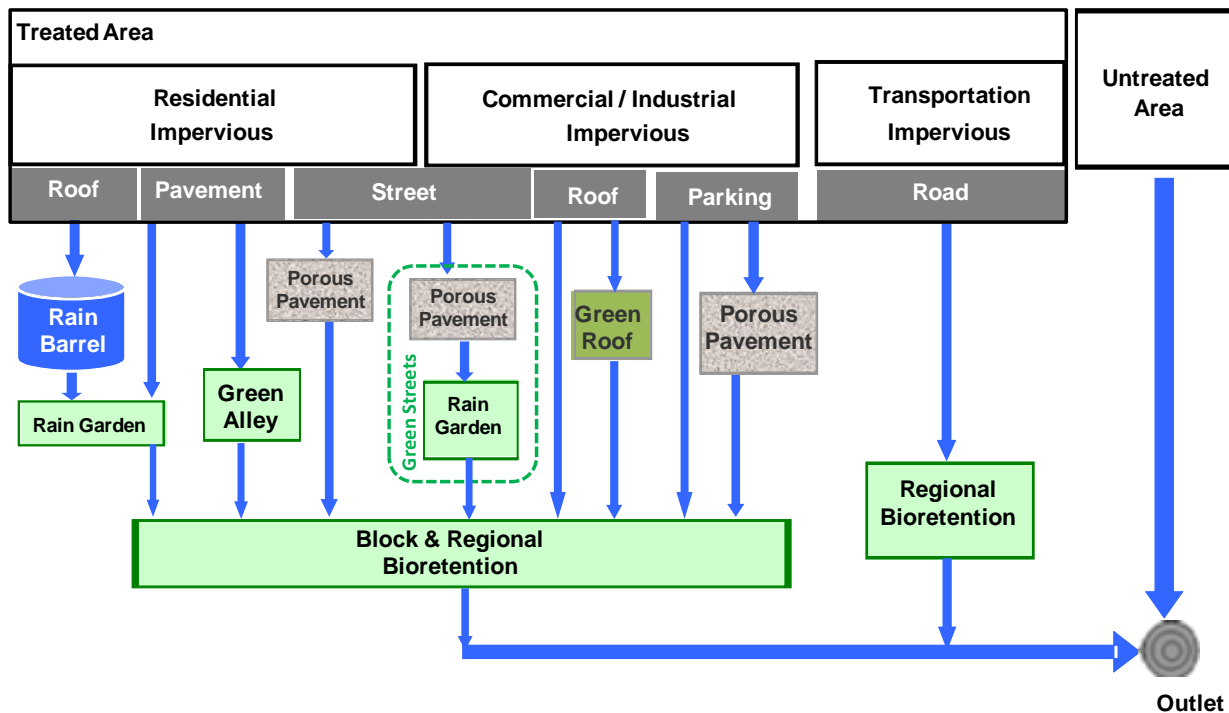 Treated Area
Residential
Impervious
Commercial / Industrial
Impervious
Transportation
Impervious
Untreated
Area
Roof
Pavement
Street
Roof
Parking
Road
Rain
Barrel
Porous
Pavement
Porous
Pavement
Green
Roof
Porous
Pavement
Rain Garden
Green
Alley
Green Streets
Rain
Garden
Regional
Bioretention
Block & Regional
Bioretention
Outlet